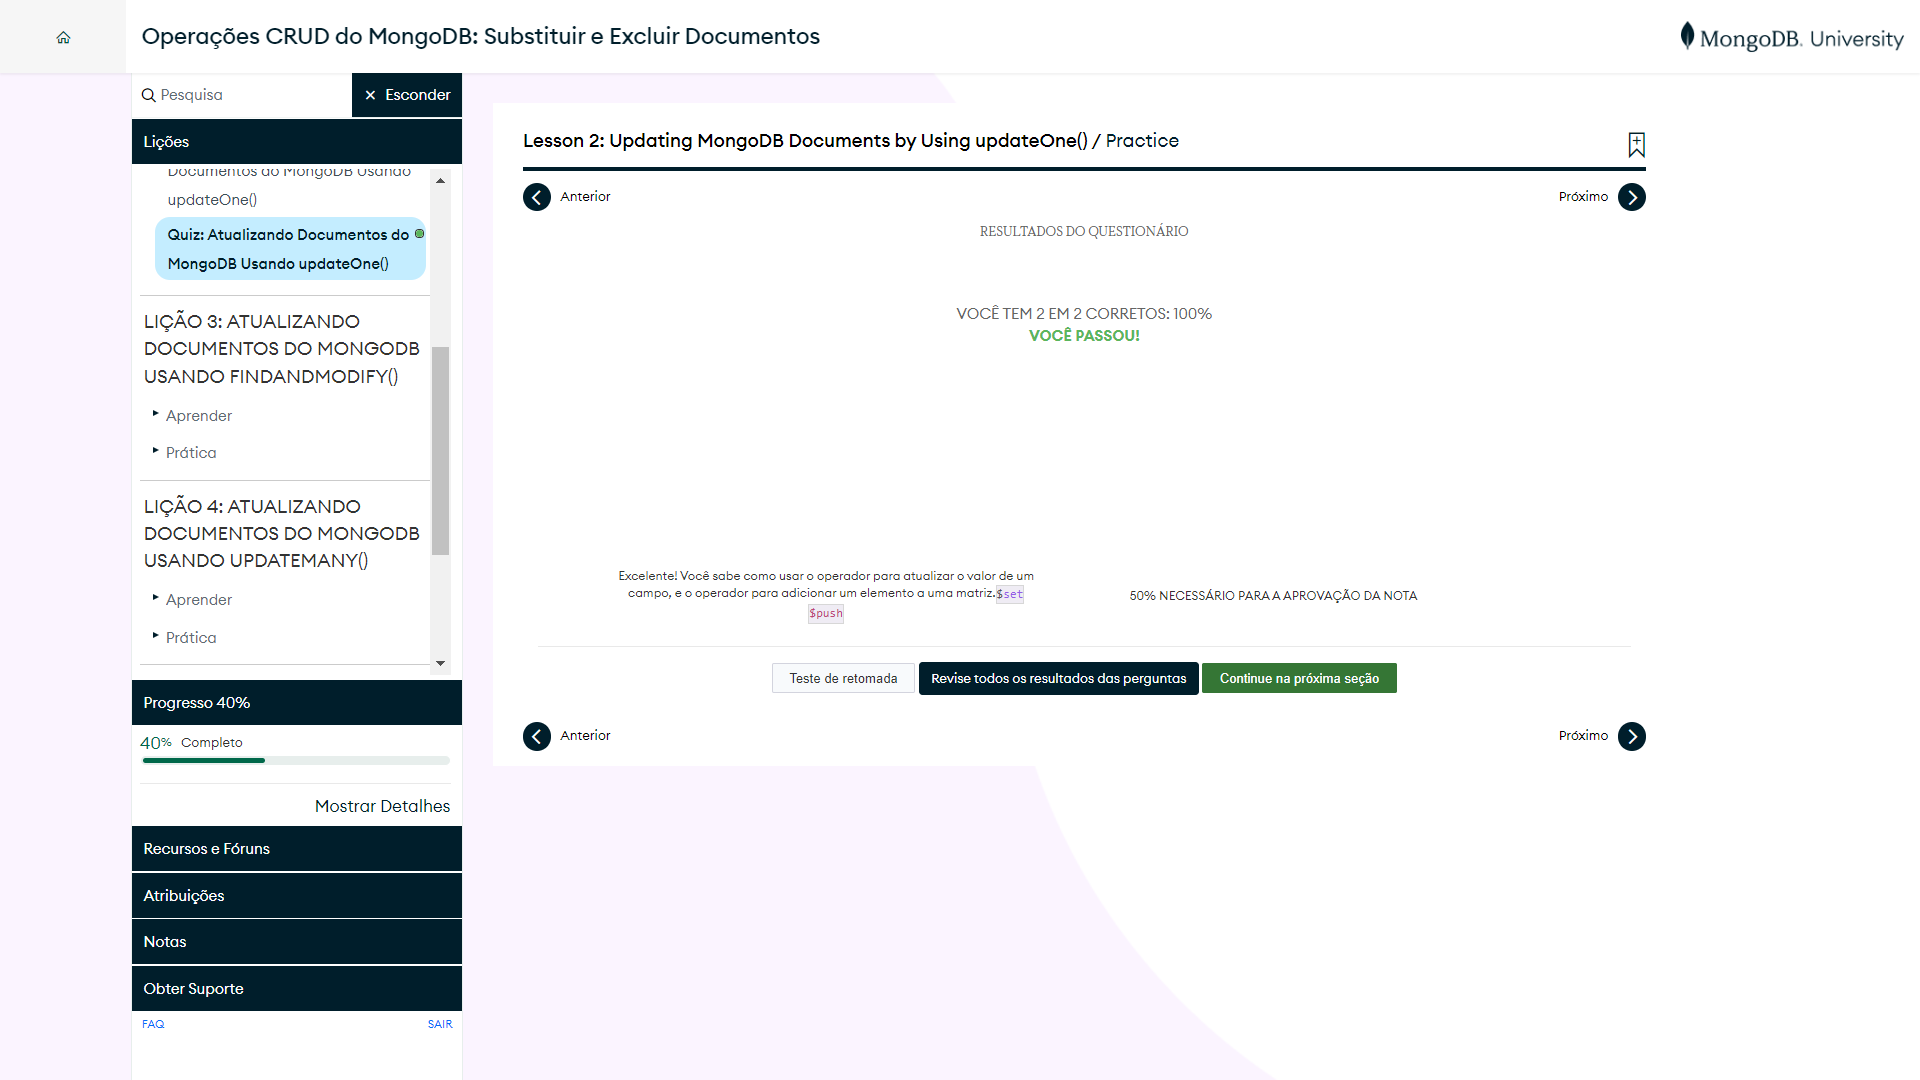 Operações CRUD do MongoDB: Substituir e Excluir Documentos
MongoDB. University
Pesquisa
× Esconder
Lições
Documentos do MongoDB Usando
updateOne()
Quiz: Atualizando Documentos do
MongoDB Usando updateOne()
LIÇÃO 3: ATUALIZANDO
DOCUMENTOS DO MONGODB
USANDO FINDANDMODIFY()
Aprender
Prática
LIÇÃO 4: ATUALIZANDO
DOCUMENTOS DO MONGODB
USANDO UPDATEMANY()
Aprender
Prática
Progresso 40%
40% Completo
Mostrar Detalhes
Recursos e Fóruns
Atribuições
Notas
Obter Suporte
FAQ
SAIR
Lesson 2: Updating MongoDB Documents by Using updateOne() / Practice
Anterior
Próximo
RESULTADOS DO QUESTIONÁRIO
VOCÊ TEM 2 EM 2 CORRETOS: 100%
VOCÊ PASSOU!
Excelente! Você sabe como usar o operador para atualizar o valor de um
campo, e o operador para adicionar um elemento a uma matriz.$set
$push
50% NECESSÁRIO PARA A APROVAÇÃO DA NOTA
Teste de retomada
Revise todos os resultados das perguntas
Continue na próxima seção
Anterior
Próximo